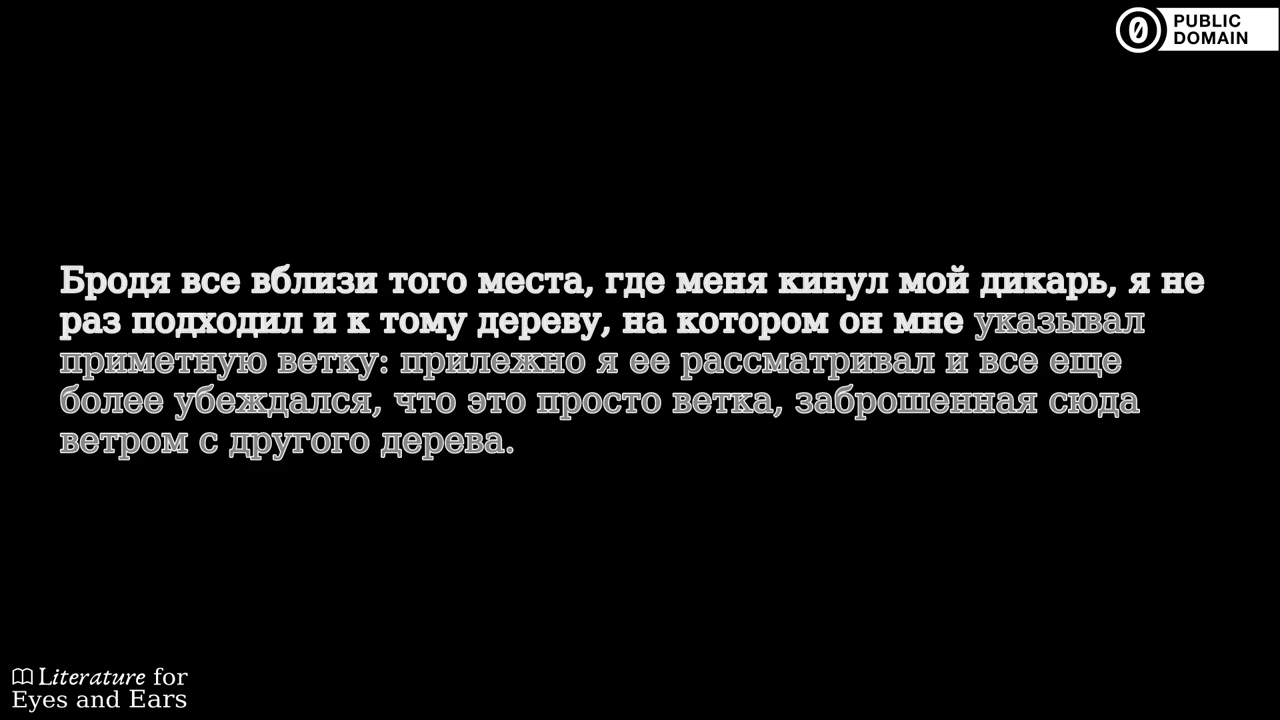 PUBLIC
DOMAIN
Бродя все вблизи того места, где меня кинул мой дикарь, я не
раз подходил и к тому дереву, на котором он мне указывал
приметную ветку: прилежно я ее рассматривал и все еще
более убеждался, что это просто ветка, заброшенная сюда
ветром с другого дерева.
Literature for
Eyes and Ears